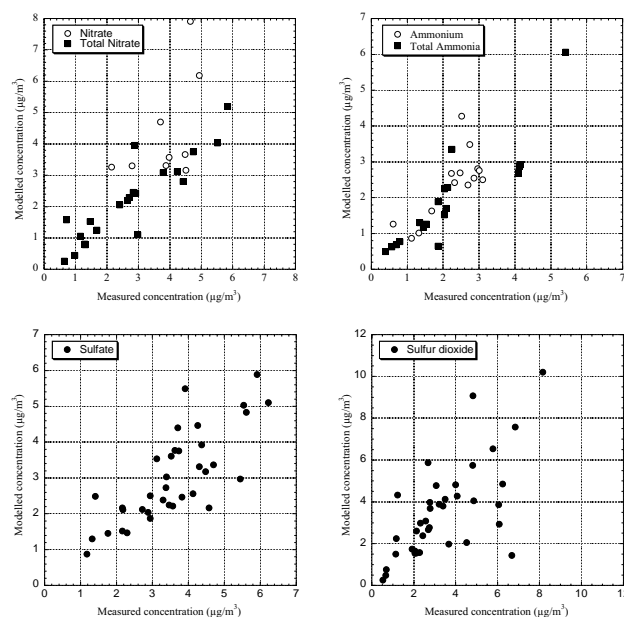 8
7
6
5
4
3
2
1
0
Nitrate
Total Nitrate
Modelled concentration (µg/m³)
0 1 2 3 4 5 6 7 8
Measured concentration (µg/m³)
7
6
5
4
3
2
1
0
Ammonium
Total Ammonia
Modelled concentration (µg/m³)
0 1 2 3 4 5 6 7
Measured concentration (µg/m³)
7
6
5
4
3
2
1
0
Sulfate
Modelled concentration (µg/m³)
0 1 2 3 4 5 6 7
Measured concentration (µg/m³)
12
10
8
6
4
2
0
Sulfur dioxide
Modelled concentration (µg/m³)
0 2 4 6 8 10 12
Measured concentration (µg/m³)